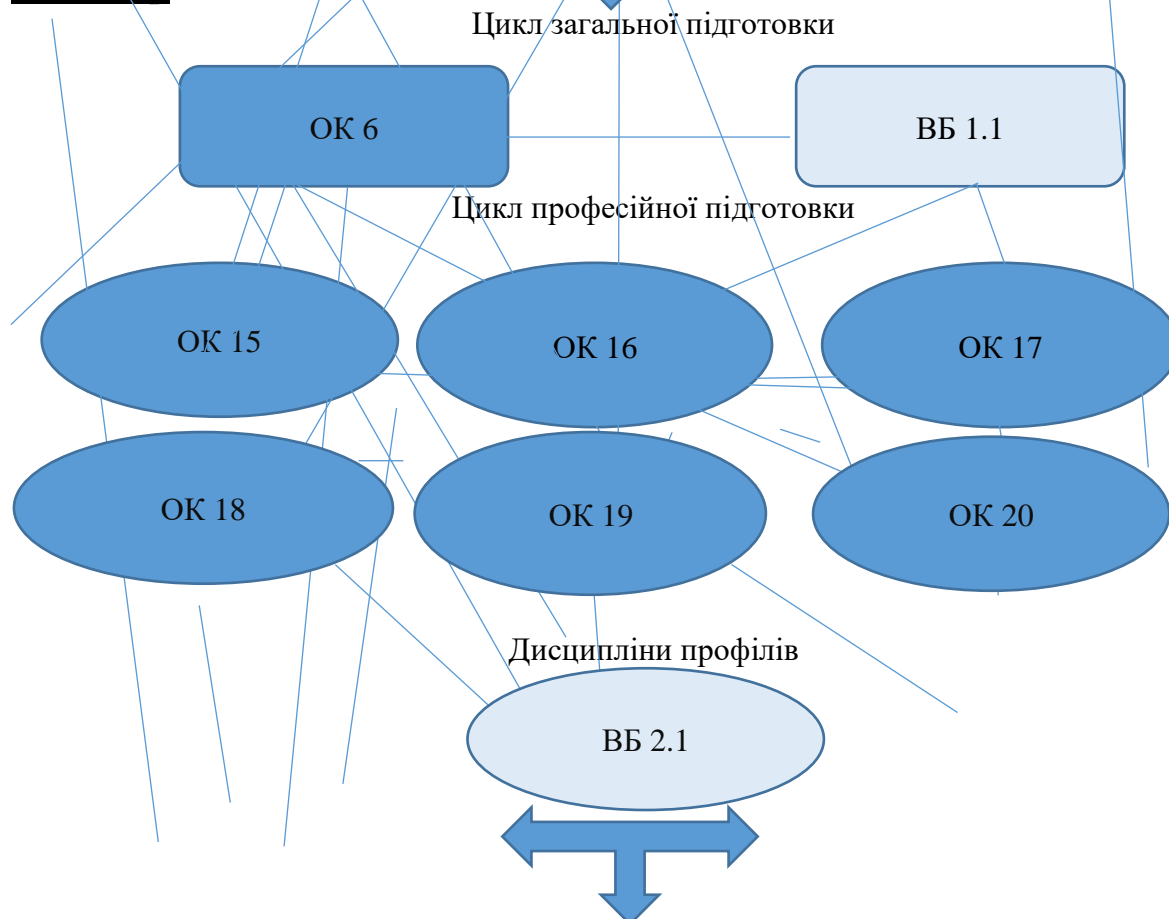 Цикл загальної підготовки
ОК 6
ВБ 1.1
Цикл професійної підготовки
ОК 15
ОК 16
ОК 17
ОК 18
ОК 19
ОК 20
Дисципліни профілів
ВБ 2.1